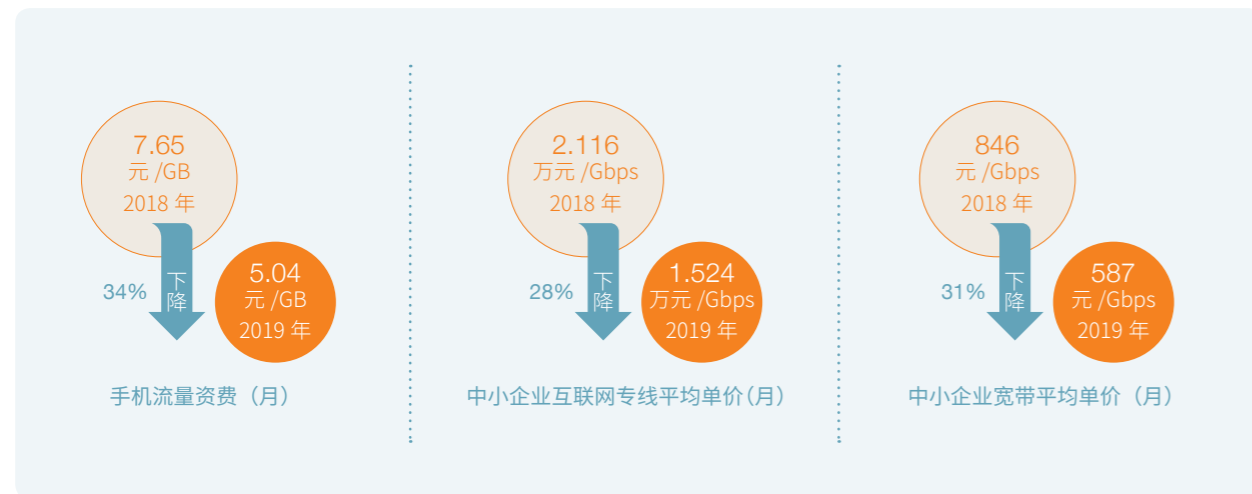 7.65
元 /GB
2018 年
34%
下降
5.04
元 /GB
2019 年
手机流量资费（月）
2.116
万元 /Gbps
2018 年
28%
下降
1.524
万元 /Gbps
2019 年
中小企业互联网专线平均单价（月）
846
元 /Gbps
2018 年
31%
下降
587
元 /Gbps
2019 年
中小企业宽带平均单价（月）